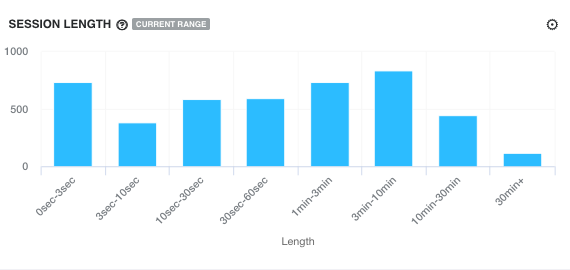 SESSION LENGTH ? CURRENT RANGE
1000
500
0
0sec-3sec
3sec-10sec
10sec-30sec
30sec-60sec
1min-3min
3min-10min
10min-30min
30min+
Length